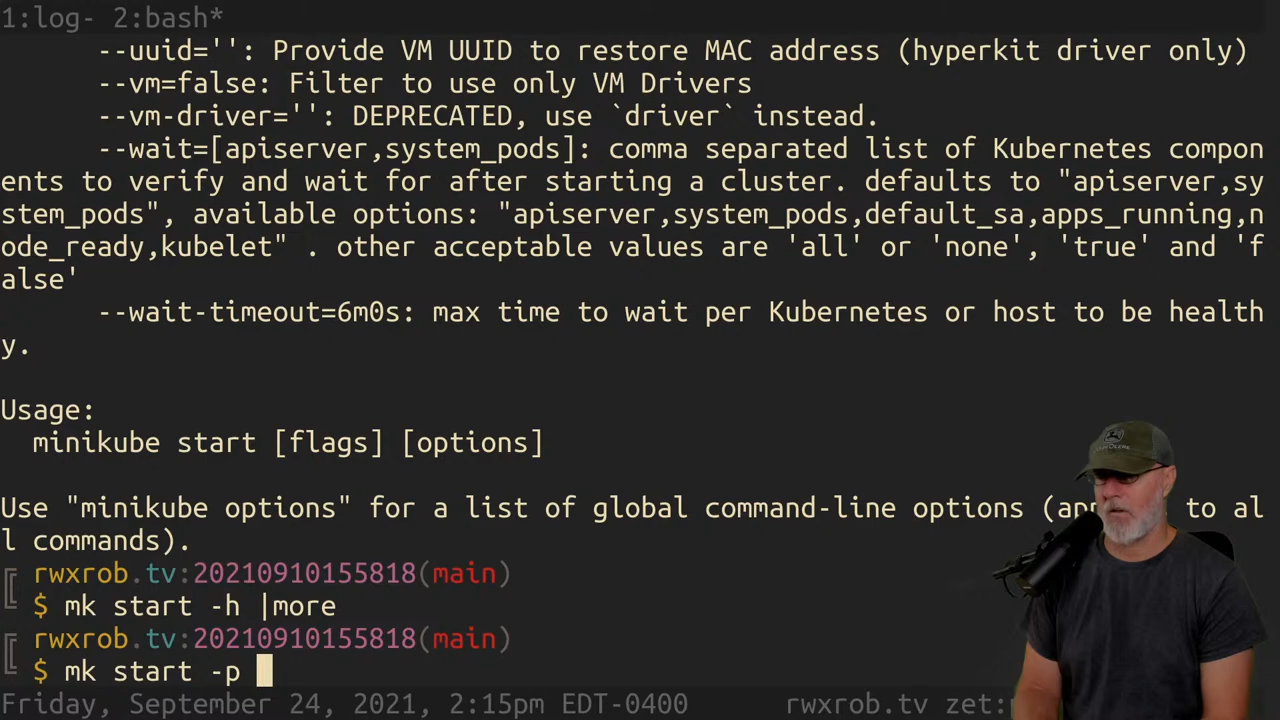 1:log- 2:bash*
--uuid='': Provide VM UUID to restore MAC address (hyperkit driver only)
--vm=false: Filter to use only VM Drivers
--vm-driver='': DEPRECATED, use `driver` instead.
--wait=[apiserver,system_pods]: comma separated list of Kubernetes compon
ents to verify and wait for after starting a cluster. defaults to "apiserver,sy
stem_pods", available options: "apiserver,system_pods,default_sa,apps_running,n
ode_ready,kubelet" . other acceptable values are 'all' or 'none', 'true' and 'f
alse'
--wait-timeout=6m0s: max time to wait per Kubernetes or host to be health
y.
Usage:
minikube start [flags] [options]
Use "minikube options" for a list of global command-line options (app to al
l commands).
rwxrob.tv:20210910155818(main)
$ mk start -h |more
rwxrob.tv:20210910155818(main)
$ mk start -p
Friday, September 24, 2021, 2:15pm EDT-0400 rwxrob.tv zet: